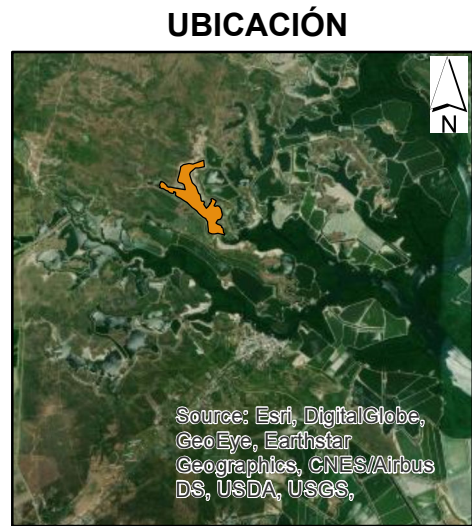 UBICACIÓN
N
Source: Esri, DigitalGlobe,
GeoEye, Earthstar
Geographics, CNES/Airbus
DS, USDA, USGS,